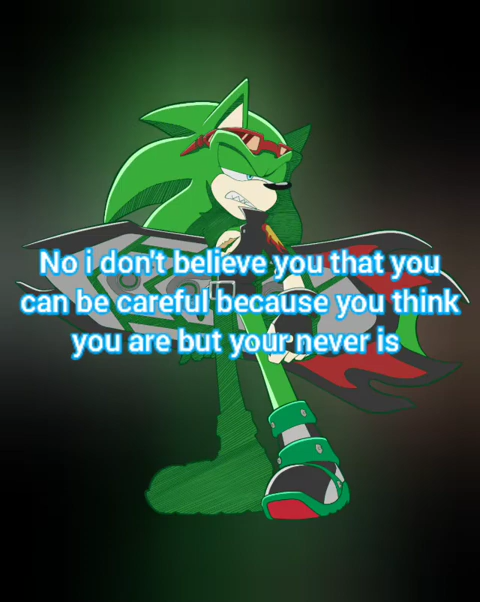 No i don't believe you that you
can be careful because you think
you are but your never is